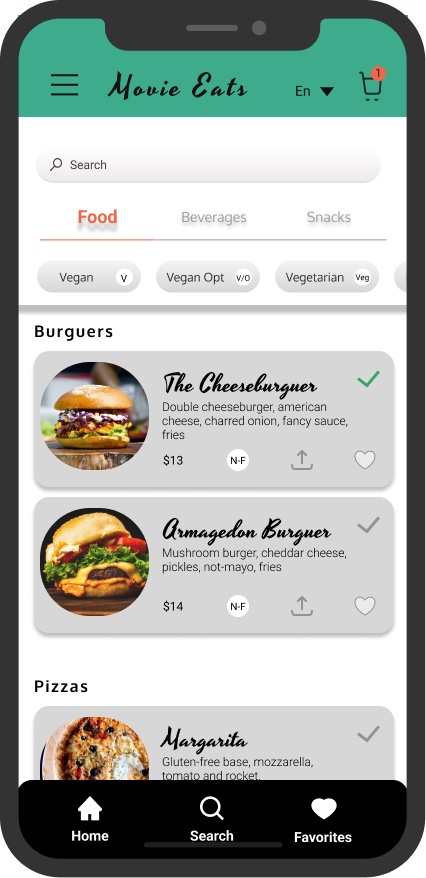 Movie Eats
En
1
Search
Food Beverages Snacks
Vegan V Vegan Opt V/O Vegetarian Veg
Burguers
The Cheeseburguer
Double cheeseburger, american
cheese, charred onion, fancy sauce,
fries
$13 N-F
Armagedon Burguer
Mushroom burger, cheddar cheese,
pickles, not-mayo, fries
$14 N-F
Pizzas
Margarita
Gluten-free base, mozzarella,
tomato and rocket.
Home Search Favorites